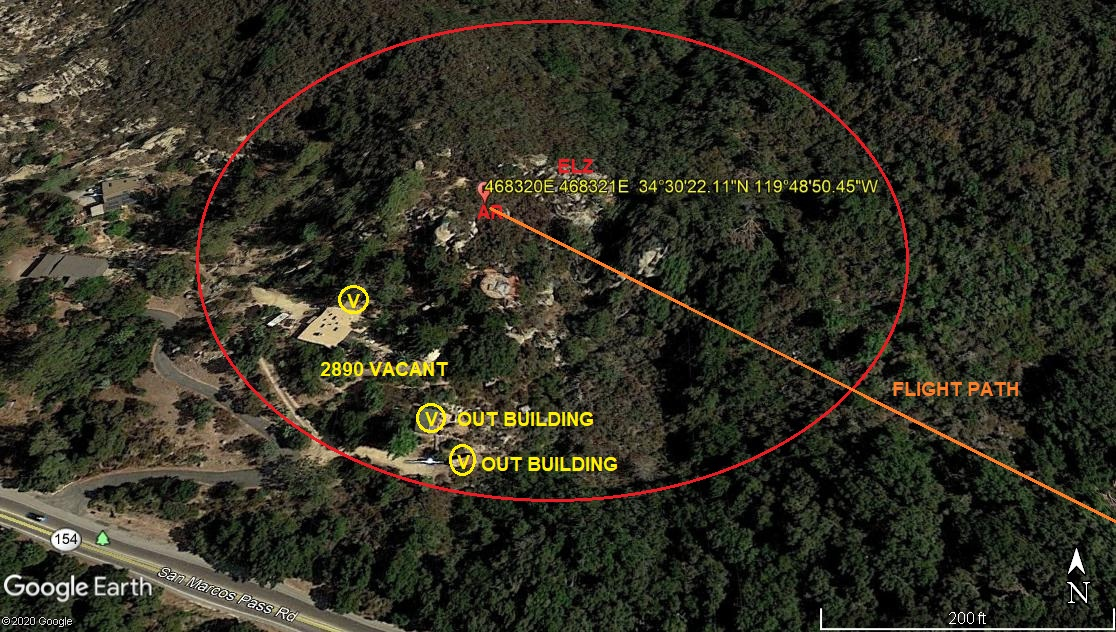 ELZ
468320E 468321E 34°30'22.11"N 119°48'50.45"W
V
2890 VACANT
FLIGHT PATH
V OUT BUILDING
V OUT BUILDING
154
San Marcos Pass Rd
Google Earth
©2020 Google
N
200 ft